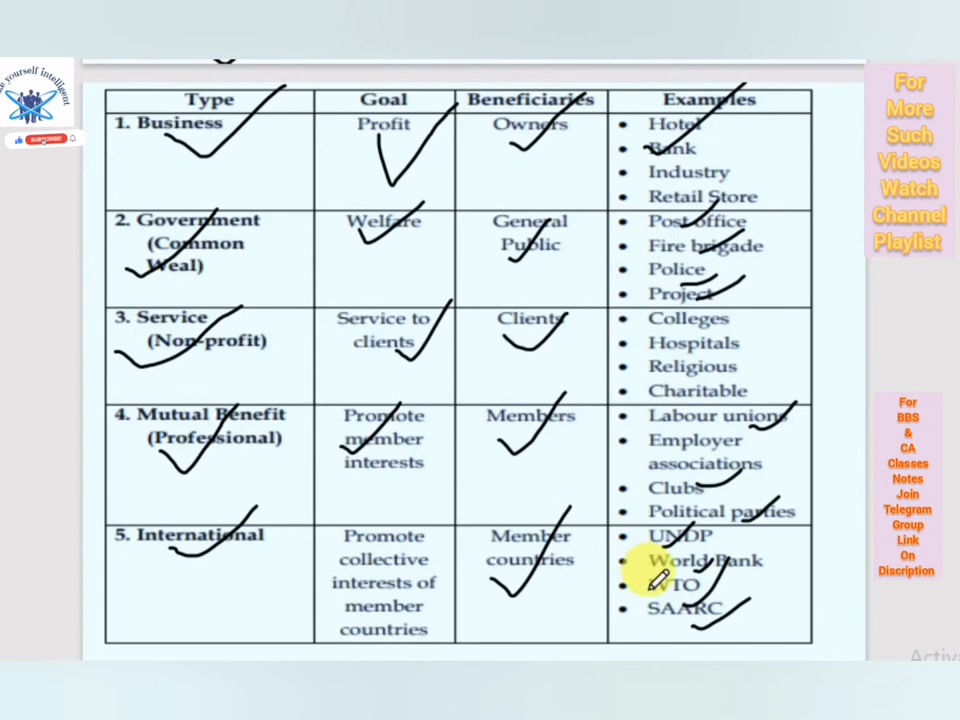 yourself intelligent
SUBSCRIBE
Type Goal Beneficiaries Examples
1. Business Profit Owners • Hotel
• Bank
• Industry
• Retail Store
2. Government Welfare General • Post office
(Common Public • Fire brigade
Weal) • Police
• Project
3. Service Service to Clients • Colleges
(Non-profit) clients • Hospitals
• Religious
• Charitable
4. Mutual Benefit Promote Members • Labour unions
(Professional) member • Employer
interests associations
• Clubs
• Political parties
5. International Promote Member • UNDP
collective countries • World Bank
interests of • WTO
member • SAARC
countries
For
More
Such
Videos
Watch
Channel
Playlist
For
BBS
&
CA
Classes
Notes
Join
Telegram
Group
Link
On
Discription